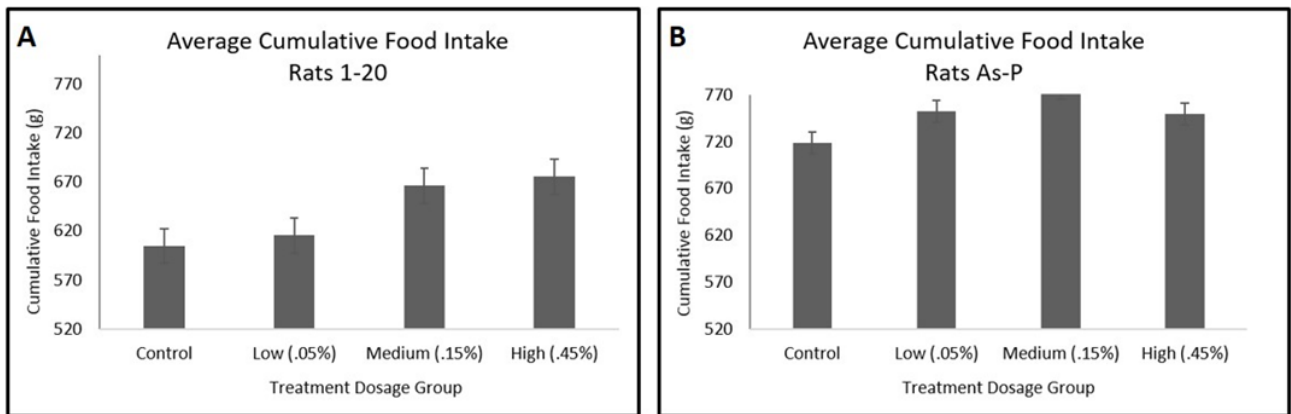 A
Average Cumulative Food Intake
Rats 1-20
Cumulative Food Intake (g)
770
720
670
620
570
520
Control Low (.05%) Medium (.15%) High (.45%)
Treatment Dosage Group
B
Average Cumulative Food Intake
Rats As-P
Cumulative Food Intake (g)
770
720
670
620
570
520
Control Low (.05%) Medium (.15%) High (.45%)
Treatment Dosage Group